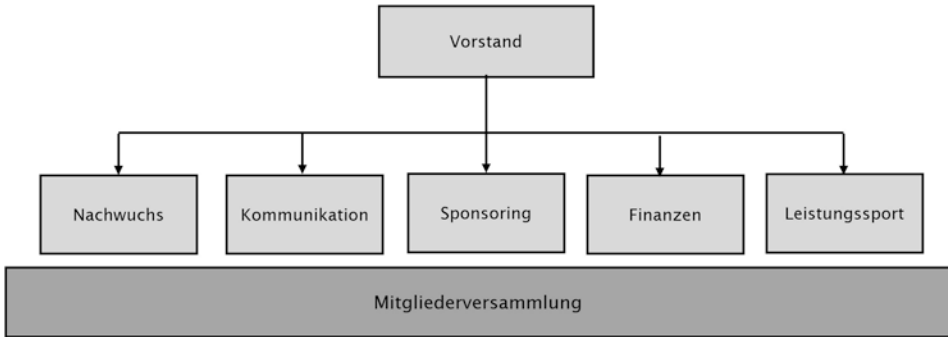 Vorstand
Nachwuchs
Kommunikation
Sponsoring
Finanzen
Leistungssport
Mitgliederversammlung